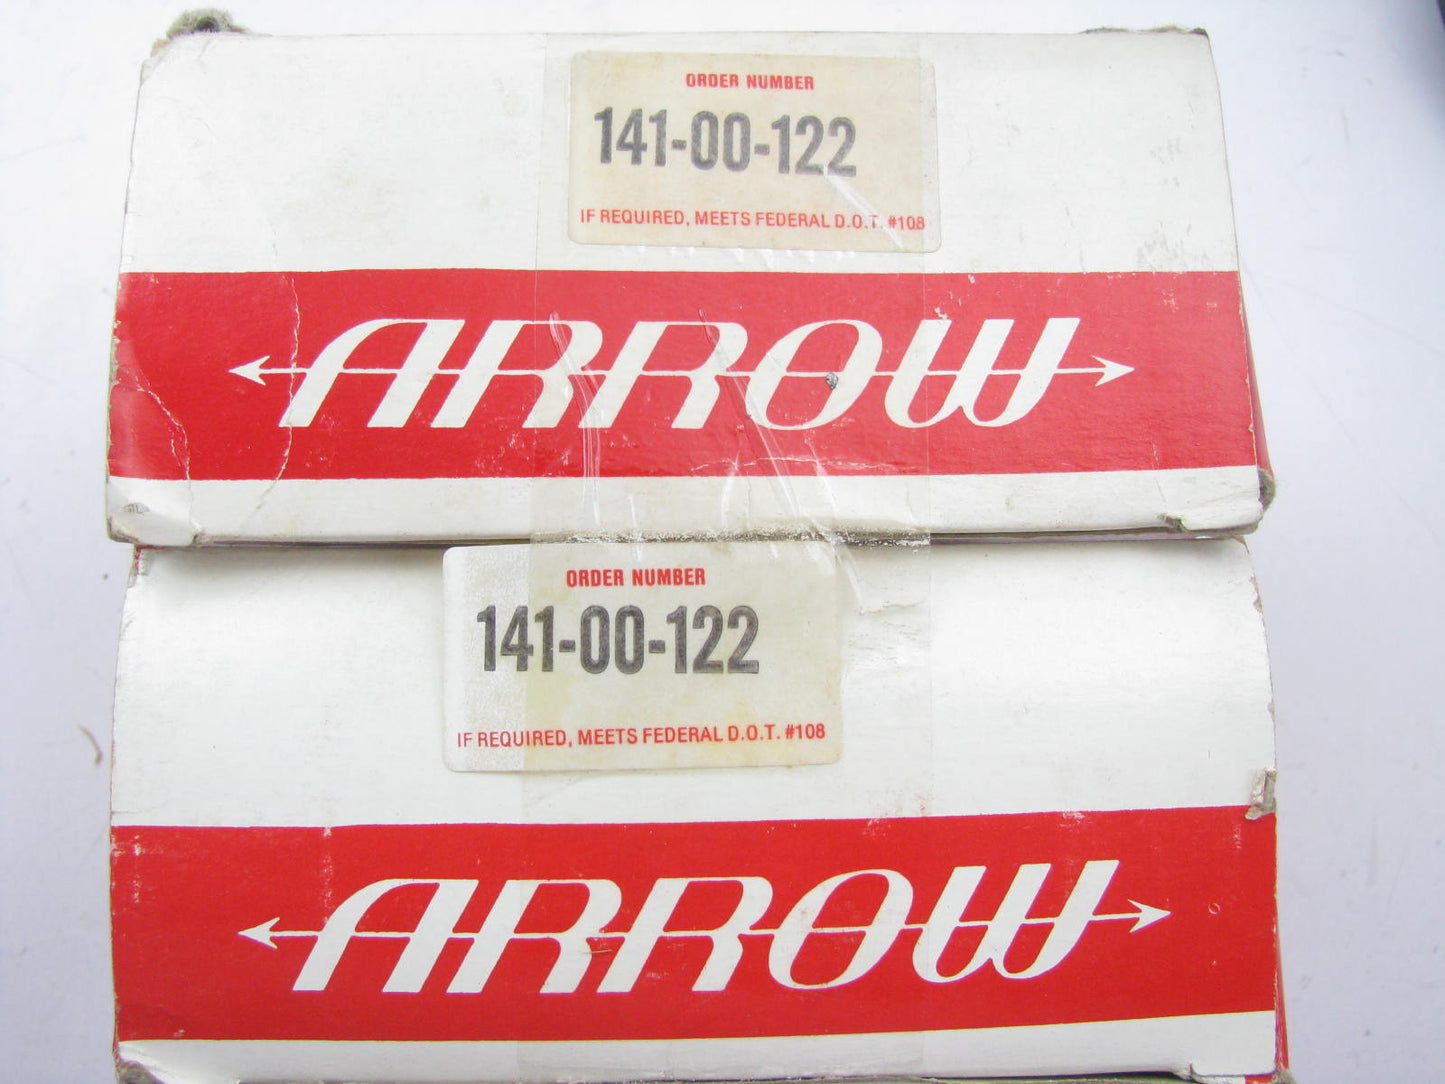 ORDER NUMBER
141-00-122
IF REQUIRED, MEETS FEDERAL D.O.T. #108
ARROW
ORDER NUMBER
141-00-122
IF REQUIRED, MEETS FEDERAL D.O.T. #108
ARROW